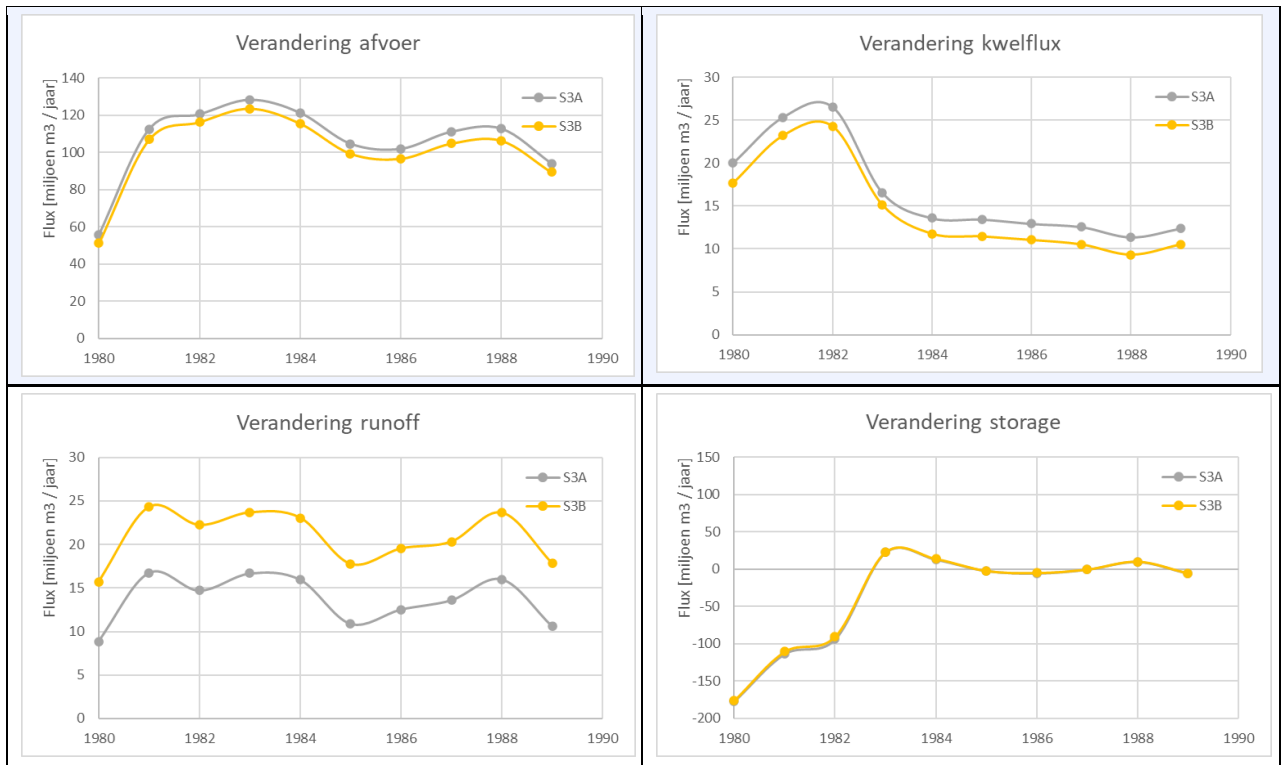 Verandering afvoer
Flux [miljoen m3 / jaar]
140
120
100
80
60
40
20
0
1980 1982 1984 1986 1988 1990
S3A
S3B
Verandering kwelflux
Flux [miljoen m3 / jaar]
30
25
20
15
10
5
0
1980 1982 1984 1986 1988 1990
S3A
S3B
Verandering runoff
Flux [miljoen m3 / jaar]
30
25
20
15
10
5
0
1980 1982 1984 1986 1988 1990
S3A
S3B
Verandering storage
Flux [miljoen m3 / jaar]
150
100
50
0
-50
-100
-150
-200
1980 1982 1984 1986 1988 1990
S3A
S3B